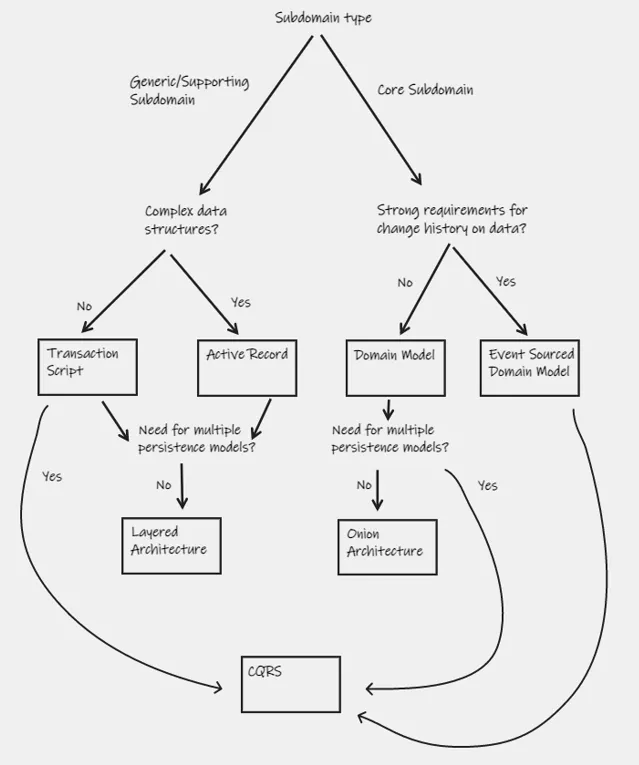 Subdomain type
Generic/Supporting
Subdomain
Core Subdomain
Complex data
structures?
Strong requirements for
change history on data?
No
Yes
No
Yes
Transaction
Script
Active Record
Domain Model
Event Sourced
Domain Model
Need for multiple
persistence models?
Need for multiple
persistence models?
Yes
No
No
Yes
Layered
Architecture
Onion
Architecture
CQRS